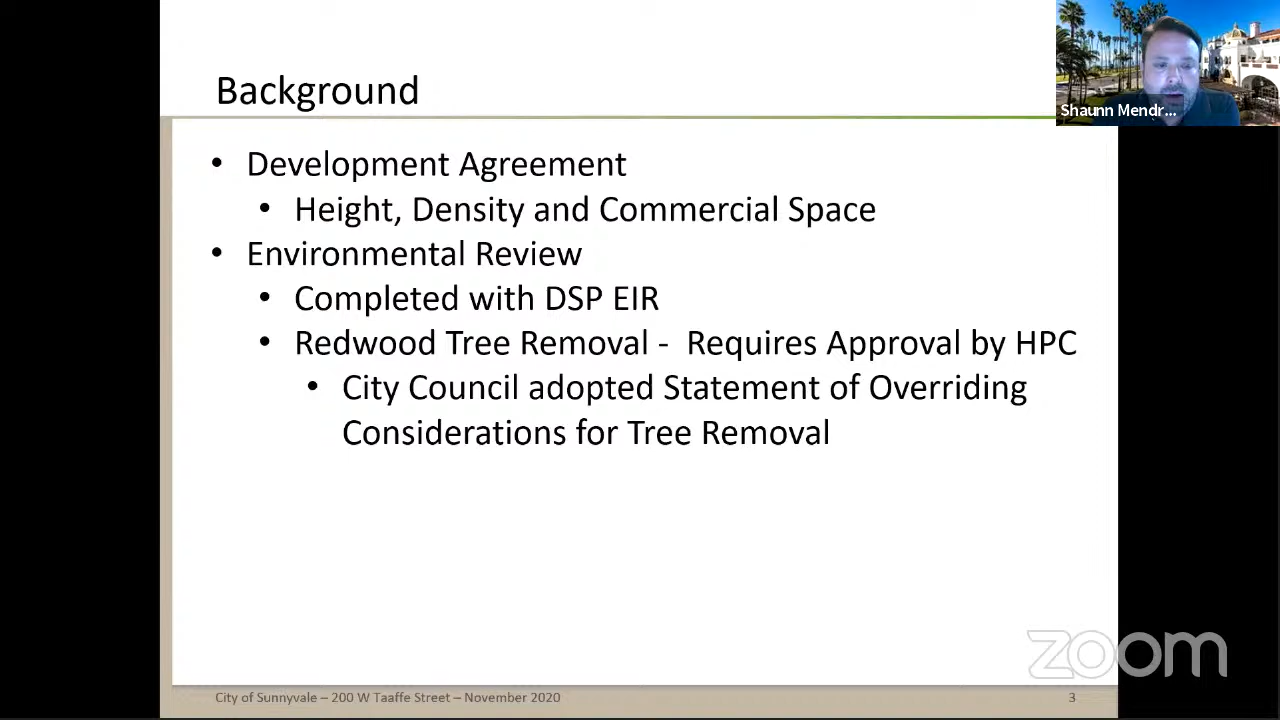 Background
Shaunn Mendr...
• Development Agreement
• Height, Density and Commercial Space
• Environmental Review
• Completed with DSP EIR
• Redwood Tree Removal -  Requires Approval by HPC
• City Council adopted Statement of Overriding
Considerations for Tree Removal
zoom
City of Sunnyvale – 200 W Taaffe Street – November 2020
3